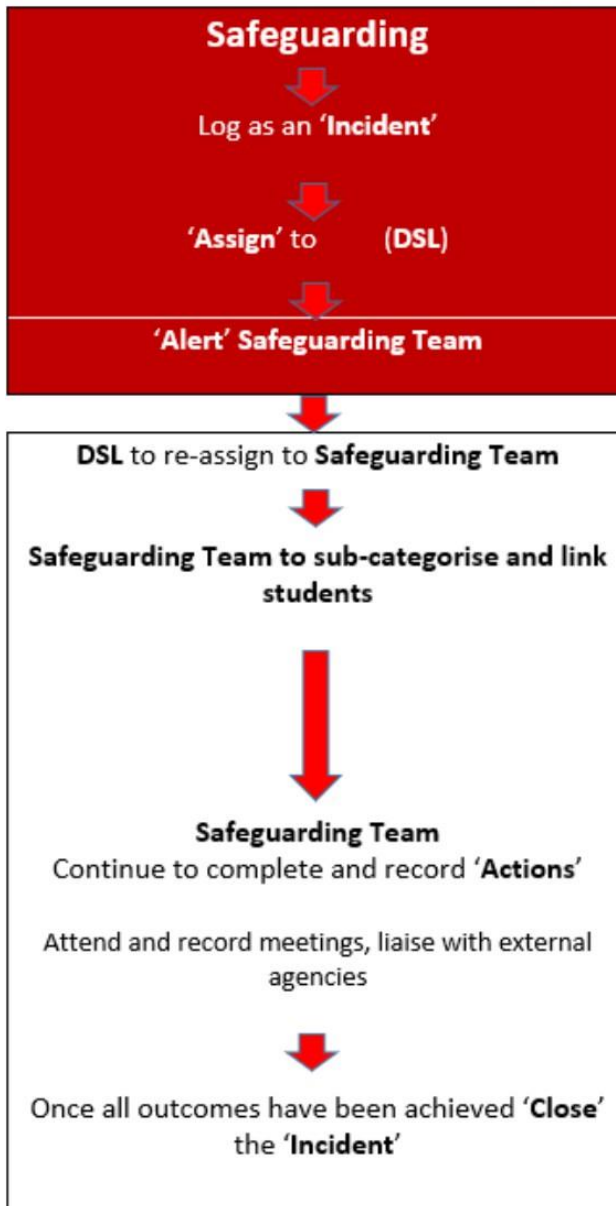 Safeguarding
Log as an ‘Incident’
‘Assign’ to (DSL)
‘Alert’ Safeguarding Team
DSL to re-assign to Safeguarding Team
Safeguarding Team to sub-categorise and link
students
Safeguarding Team
Continue to complete and record ‘Actions’
Attend and record meetings, liaise with external
agencies
Once all outcomes have been achieved ‘Close’
the ‘Incident’